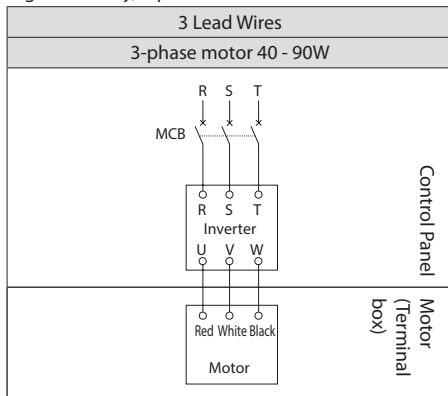 3 Lead Wires
3-phase motor 40 - 90W
R S T
MCB
R S T
Inverter
U V W
Control Panel
Red White Black
Motor
Motor
(Terminal
box)